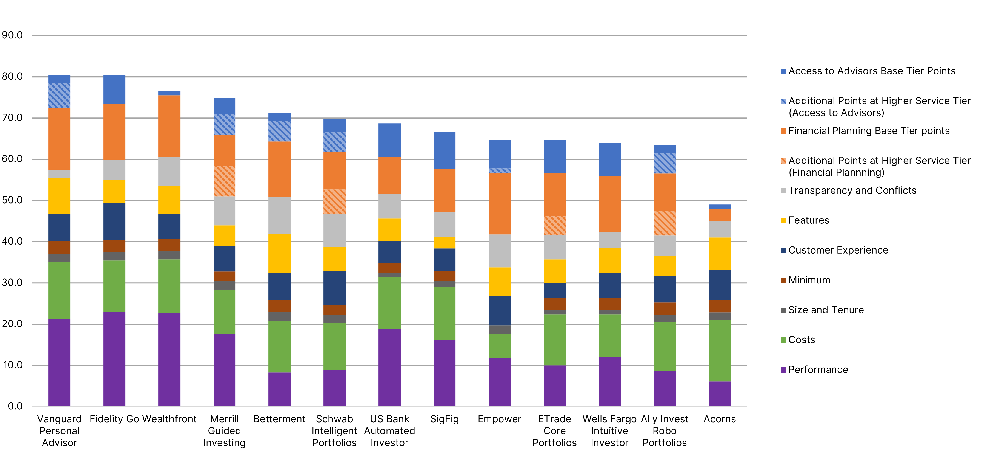 90.0
80.0
70.0
60.0
50.0
40.0
30.0
20.0
10.0
0.0
Vanguard
Personal
Advisor
Fidelity Go
Wealthfront
Merrill
Guided
Investing
Betterment
Schwab
Intelligent
Portfolios
US Bank
Automated
Investor
SigFig
Empower
ETrade
Core
Portfolios
Wells Fargo
Intuitive
Investor
Ally Invest
Robo
Portfolios
Acorns
Access to Advisors Base Tier Points
Additional Points at Higher Service Tier
(Access to Advisors)
Financial Planning Base Tier points
Additional Points at Higher Service Tier
(Financial Plannning)
Transparency and Conflicts
Features
Customer Experience
Minimum
Size and Tenure
Costs
Performance